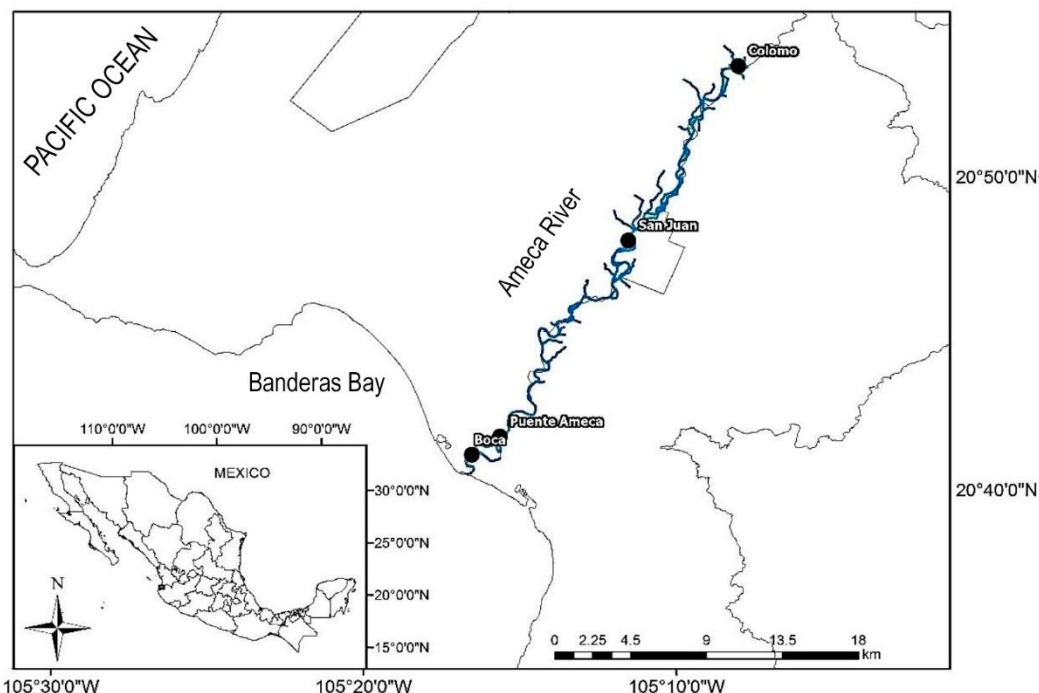 PACIFIC OCEAN
Colomo
20°50'0"N
San Juan
Ameca River
Banderas Bay
Puente Ameca
Boca
110°0'0"W 100°0'0"W 90°0'0"W
MEXICO
30°0'0"N
25°0'0"N
20°0'0"N
15°0'0"N
N
20°40'0"N
0 2.25 4.5 9 13.5 18
km
105°30'0"W 105°20'0"W 105°10'0"W